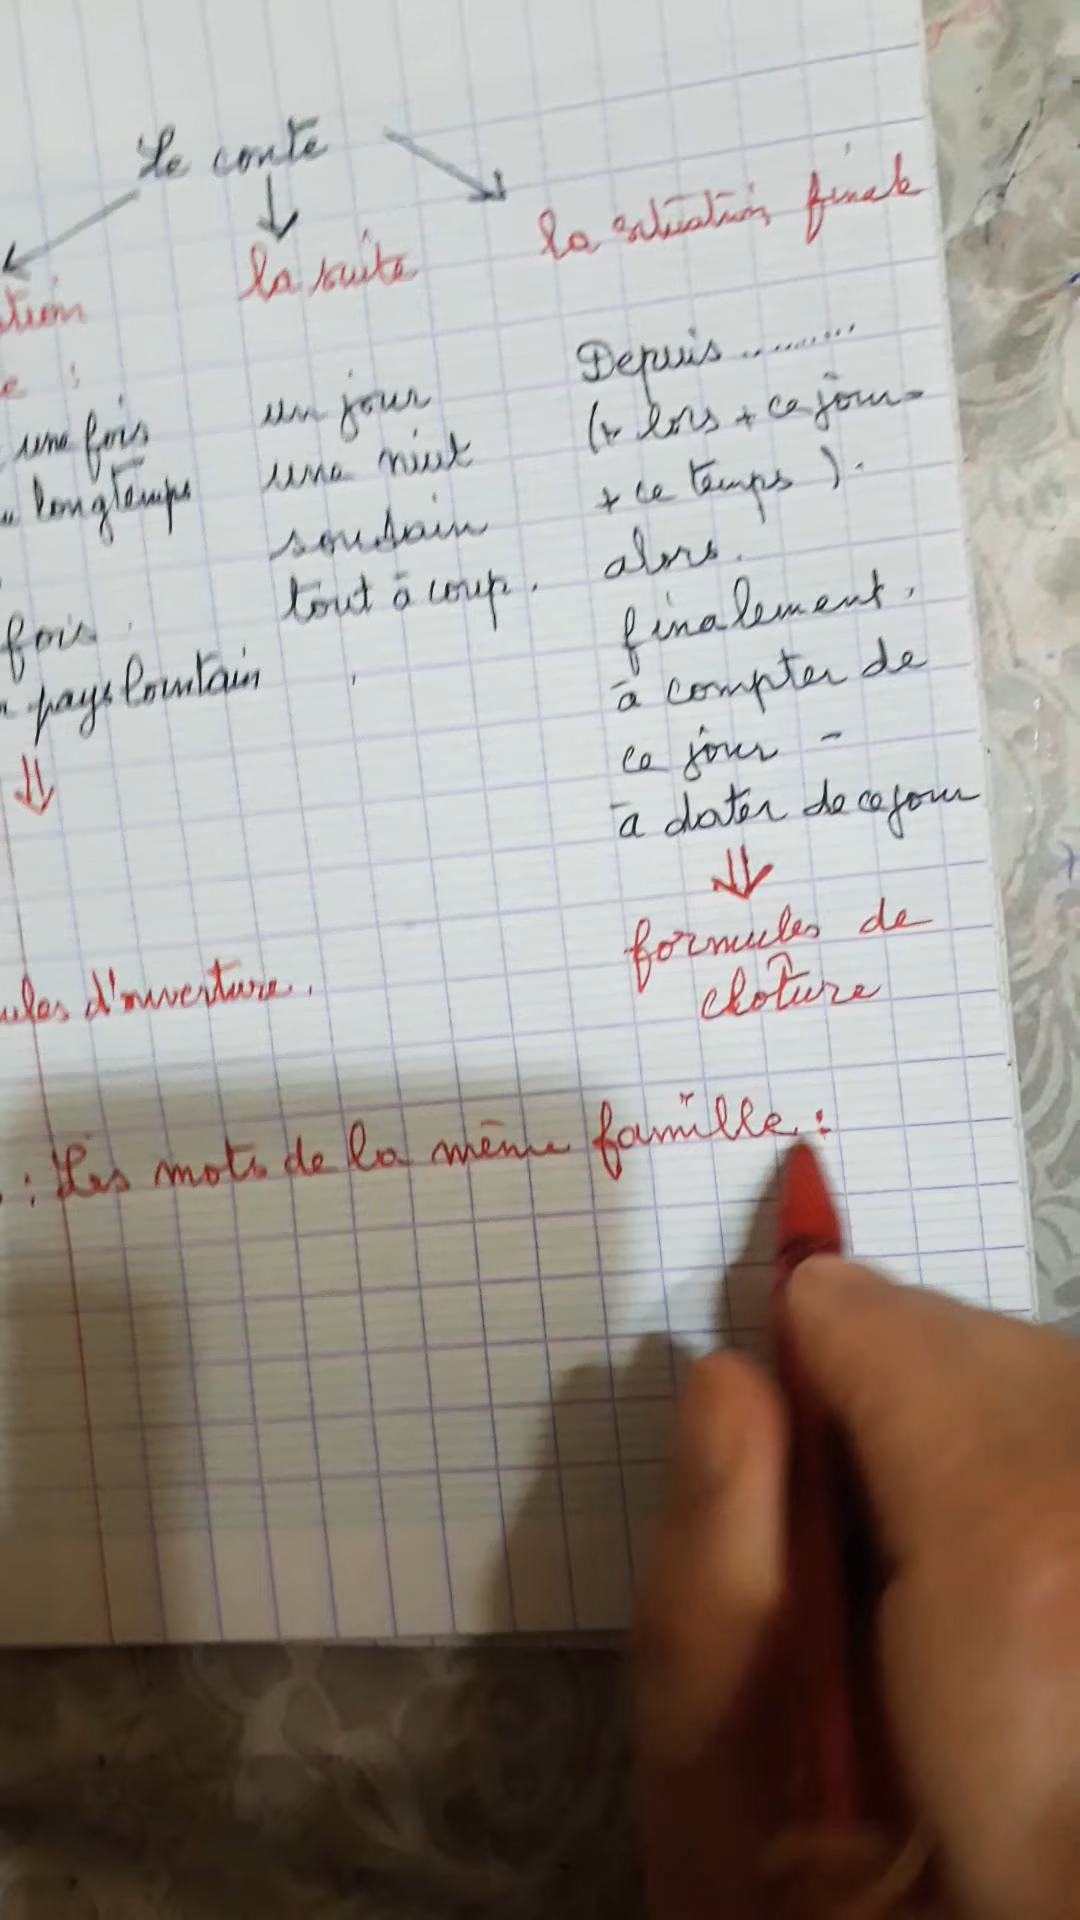 Le conte
la suite
la situation finale
tion
e :
une fois
longtemps
fois.
pays lointain
un jour
une nuit
soudain
tout à coup.
Depuis ..........
(+ lors + ce jour -
+ ce temps ).
alors.
finalement.
à compter de
ce jour -
à dater de ce jour
ules d'ouverture.
formules de
clôture
: Les mots de la même famille :